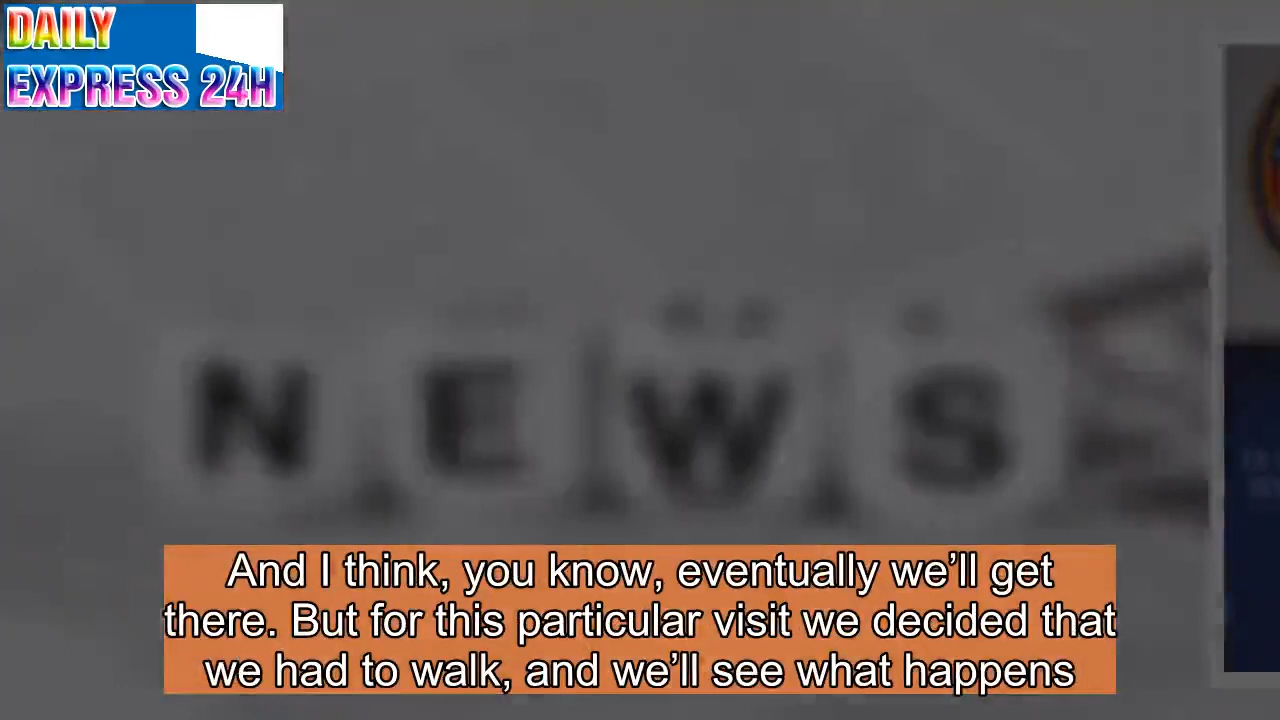 DAILY
EXPRESS 24H
NEWS
And I think, you know, eventually we’ll get
there. But for this particular visit we decided that
we had to walk, and we’ll see what happens